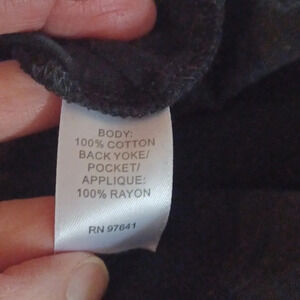 BODY:
100% COTTON
BACK YOKE/
POCKET/
APPLIQUE:
100% RAYON
RN 97641